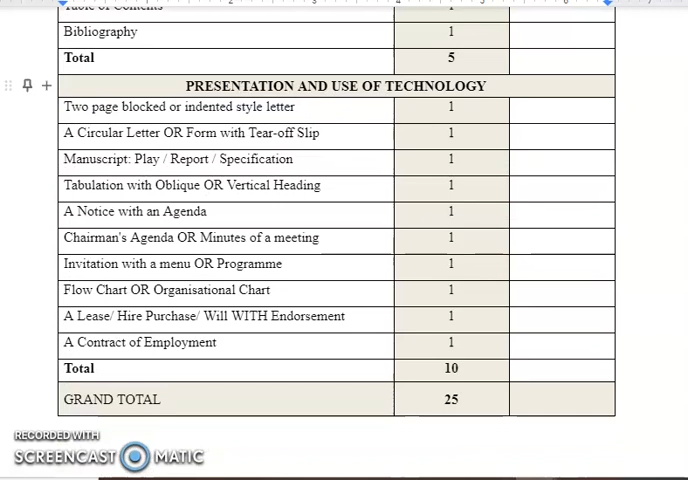 Table of Contents 1
Bibliography 1
Total 5
PRESENTATION AND USE OF TECHNOLOGY
Two page blocked or indented style letter 1
A Circular Letter OR Form with Tear-off Slip 1
Manuscript: Play / Report / Specification 1
Tabulation with Oblique OR Vertical Heading 1
A Notice with an Agenda 1
Chairman's Agenda OR Minutes of a meeting 1
Invitation with a menu OR Programme 1
Flow Chart OR Organisational Chart 1
A Lease/ Hire Purchase/ Will WITH Endorsement 1
A Contract of Employment 1
Total 10
GRAND TOTAL 25
RECORDED WITH
SCREENCAST MATIC